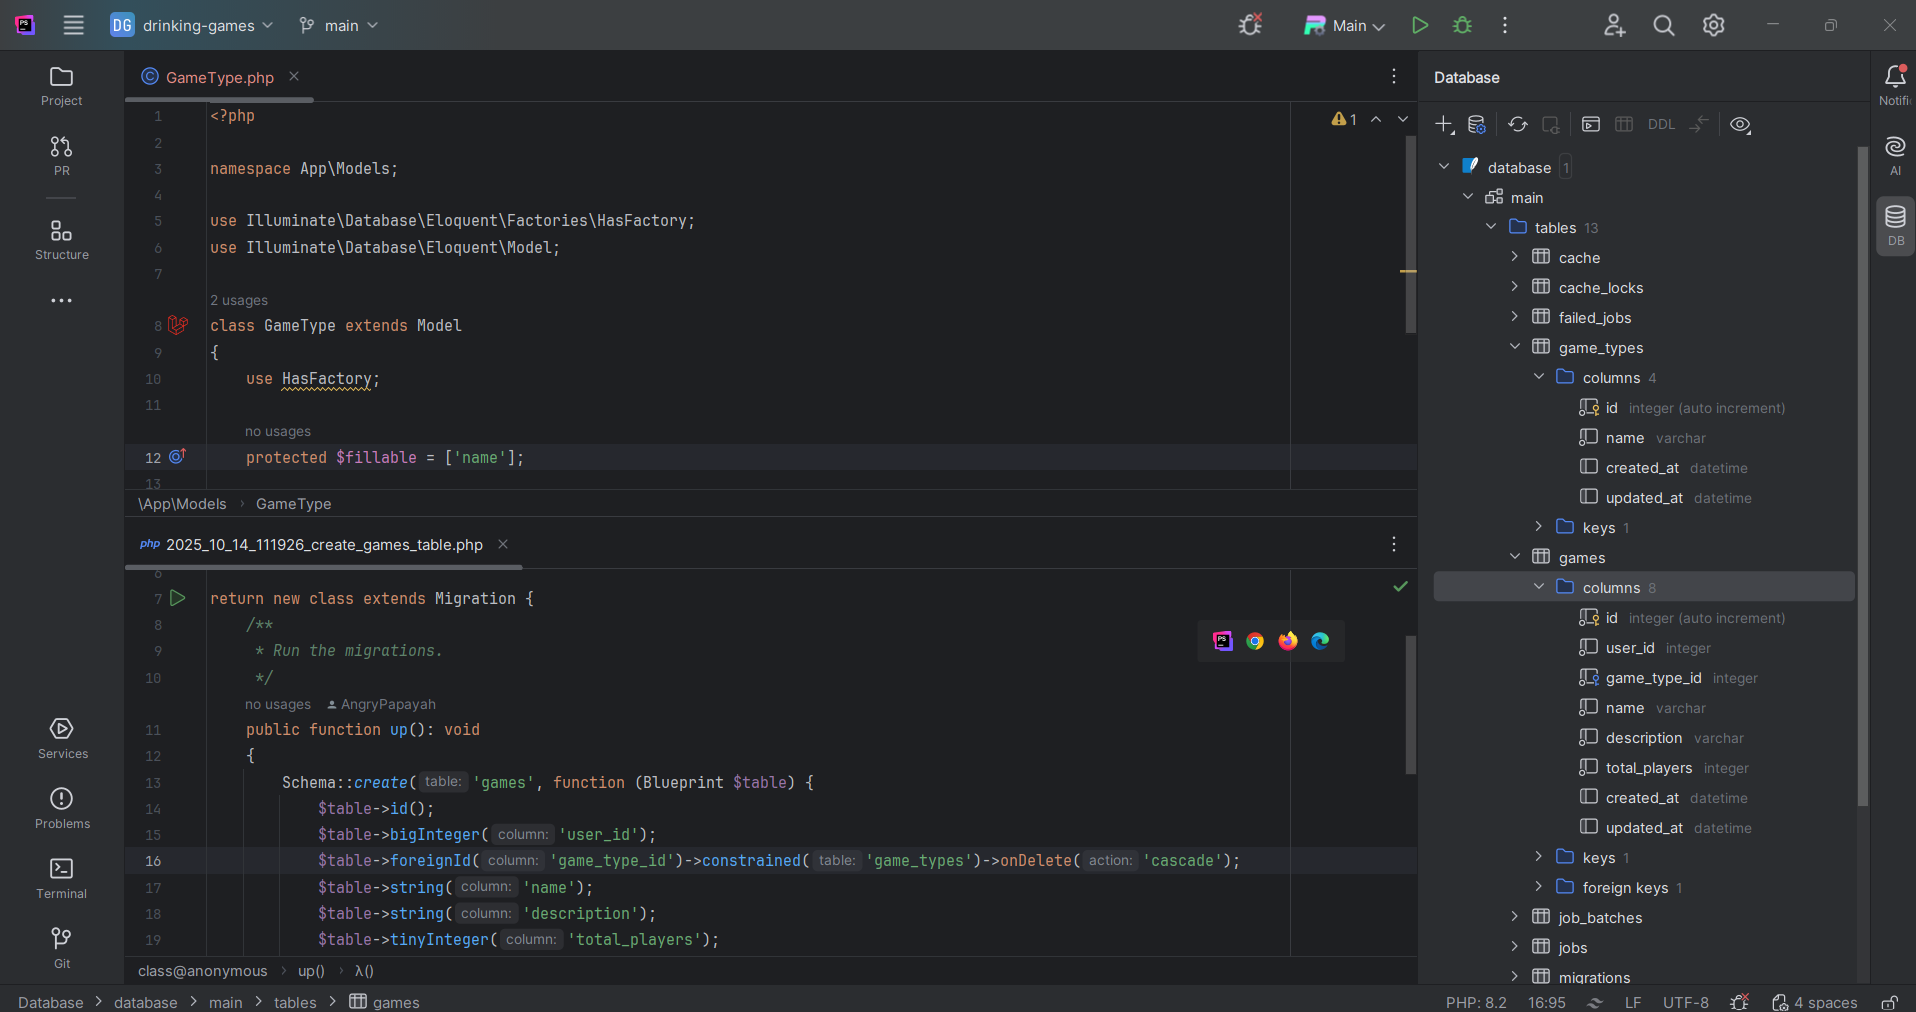 DG drinking-games main Main
Project
PR
Structure
Services
Problems
Terminal
Git
GameType.php
1 <?php
2
3 namespace App\Models;
4
5 use Illuminate\Database\Eloquent\Factories\HasFactory;
6 use Illuminate\Database\Eloquent\Model;
7
2 usages
8 class GameType extends Model
9 {
10 use HasFactory;
11
no usages
12 protected $fillable = ['name'];
13
1
\App\Models GameType
php 2025_10_14_111926_create_games_table.php
6
7 return new class extends Migration {
8 /**
9 * Run the migrations.
10 */
no usages AngryPapayah
11 public function up(): void
12 {
13 Schema::create( table: 'games', function (Blueprint $table) {
14 $table->id();
15 $table->bigInteger( column: 'user_id');
16 $table->foreignId( column: 'game_type_id')->constrained( table: 'game_types')->onDelete( action: 'cascade');
17 $table->string( column: 'name');
18 $table->string( column: 'description');
19 $table->tinyInteger( column: 'total_players');
class@anonymous up() λ()
Database
DDL
database 1
main
tables 13
cache
cache_locks
failed_jobs
game_types
columns 4
id integer (auto increment)
name varchar
created_at datetime
updated_at datetime
keys 1
games
columns 8
id integer (auto increment)
user_id integer
game_type_id integer
name varchar
description varchar
total_players integer
created_at datetime
updated_at datetime
keys 1
foreign keys 1
job_batches
jobs
migrations
Notifi
AI
DB
Database database main tables games
PHP: 8.2 16:95 LF UTF-8 4 spaces